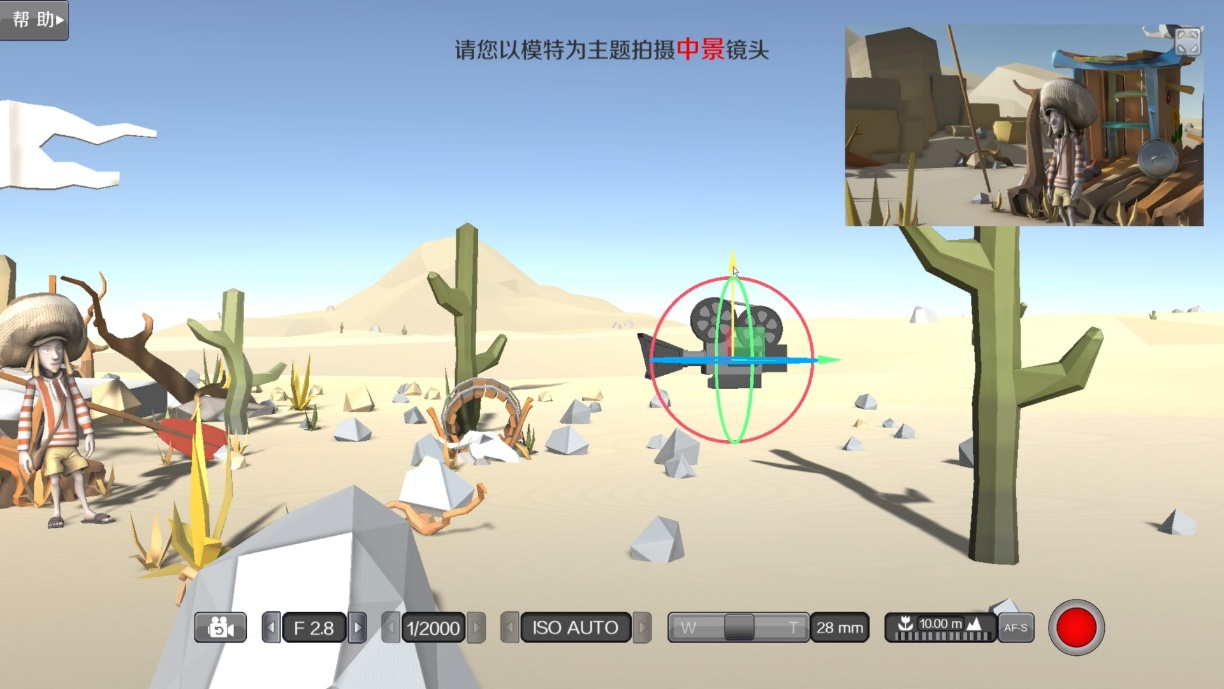 帮 助▶
请您以模特为主题拍摄中景镜头
F 2.8
1/2000
ISO AUTO
W T
28 mm
10.00 m
AF-S